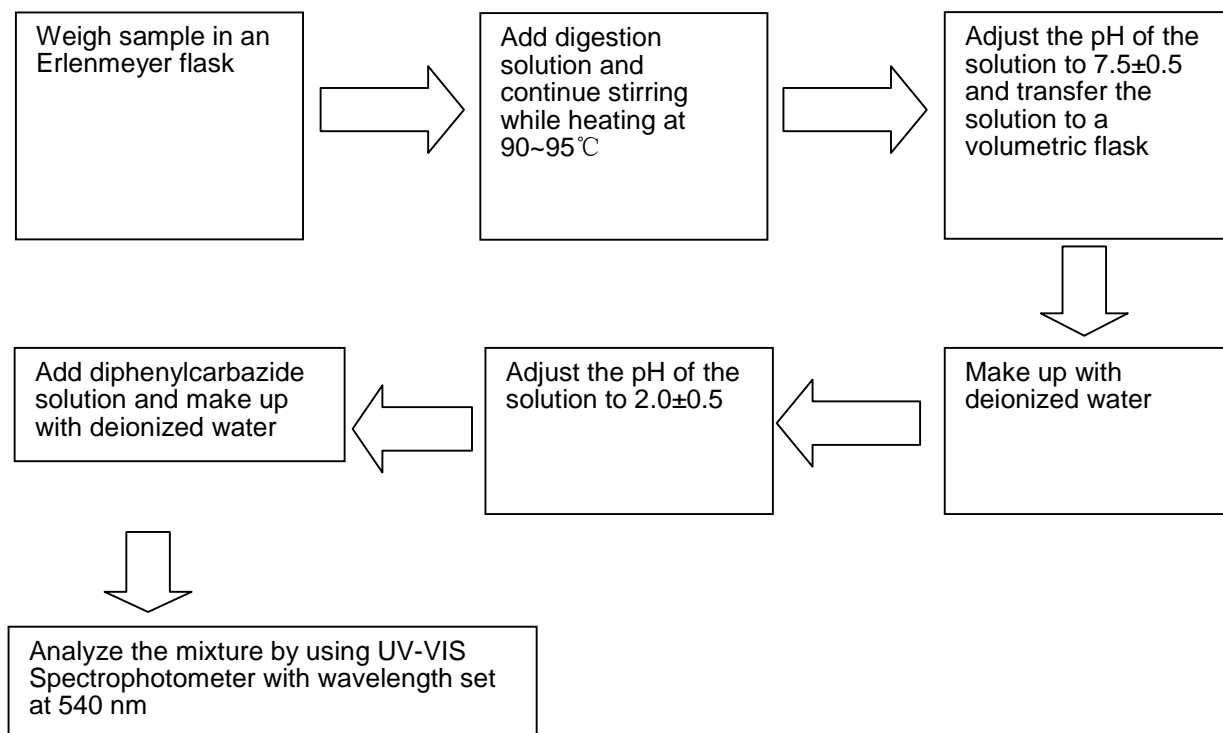 Weigh sample in an
Erlenmeyer flask
Add digestion
solution and
continue stirring
while heating at
90~95℃
Adjust the pH of the
solution to 7.5±0.5
and transfer the
solution to a
volumetric flask
Make up with
deionized water
Adjust the pH of the
solution to 2.0±0.5
Add diphenylcarbazide
solution and make up
with deionized water
Analyze the mixture by using UV-VIS
Spectrophotometer with wavelength set
at 540 nm